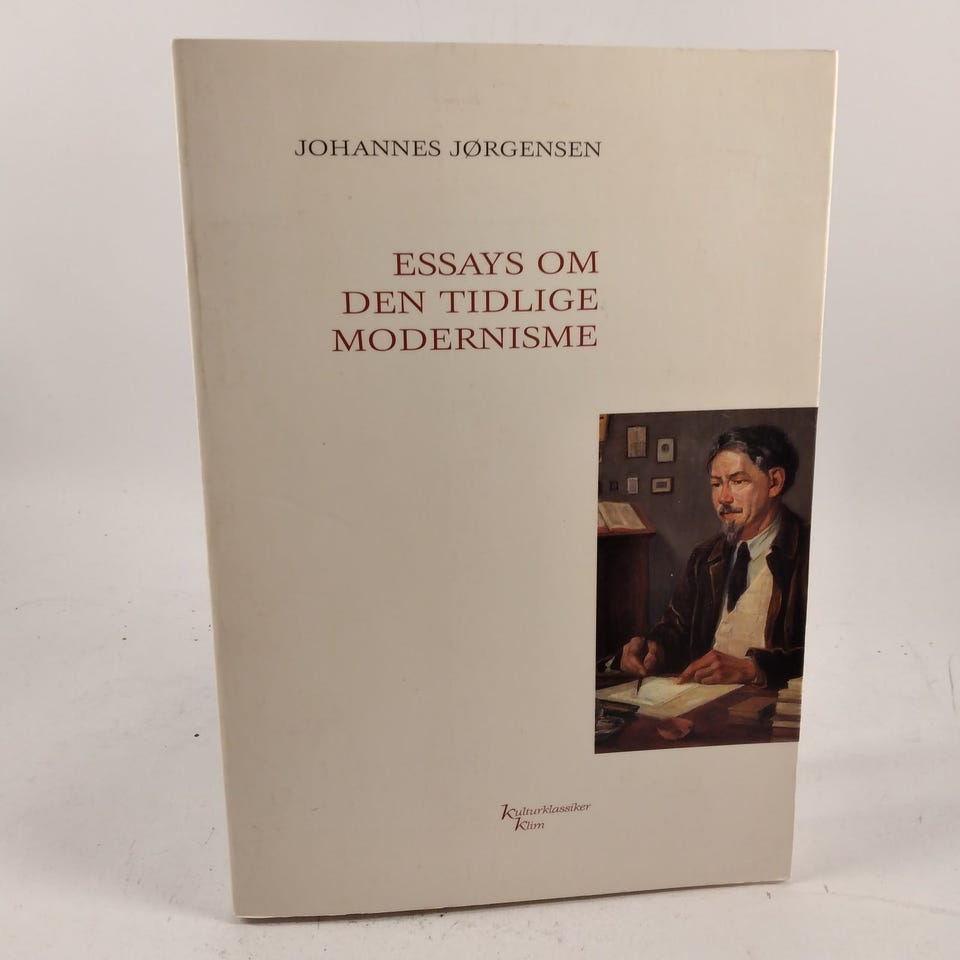 JOHANNES JØRGENSEN
ESSAYS OM
DEN TIDLIGE
MODERNISME
Kulturklassiker
Klim